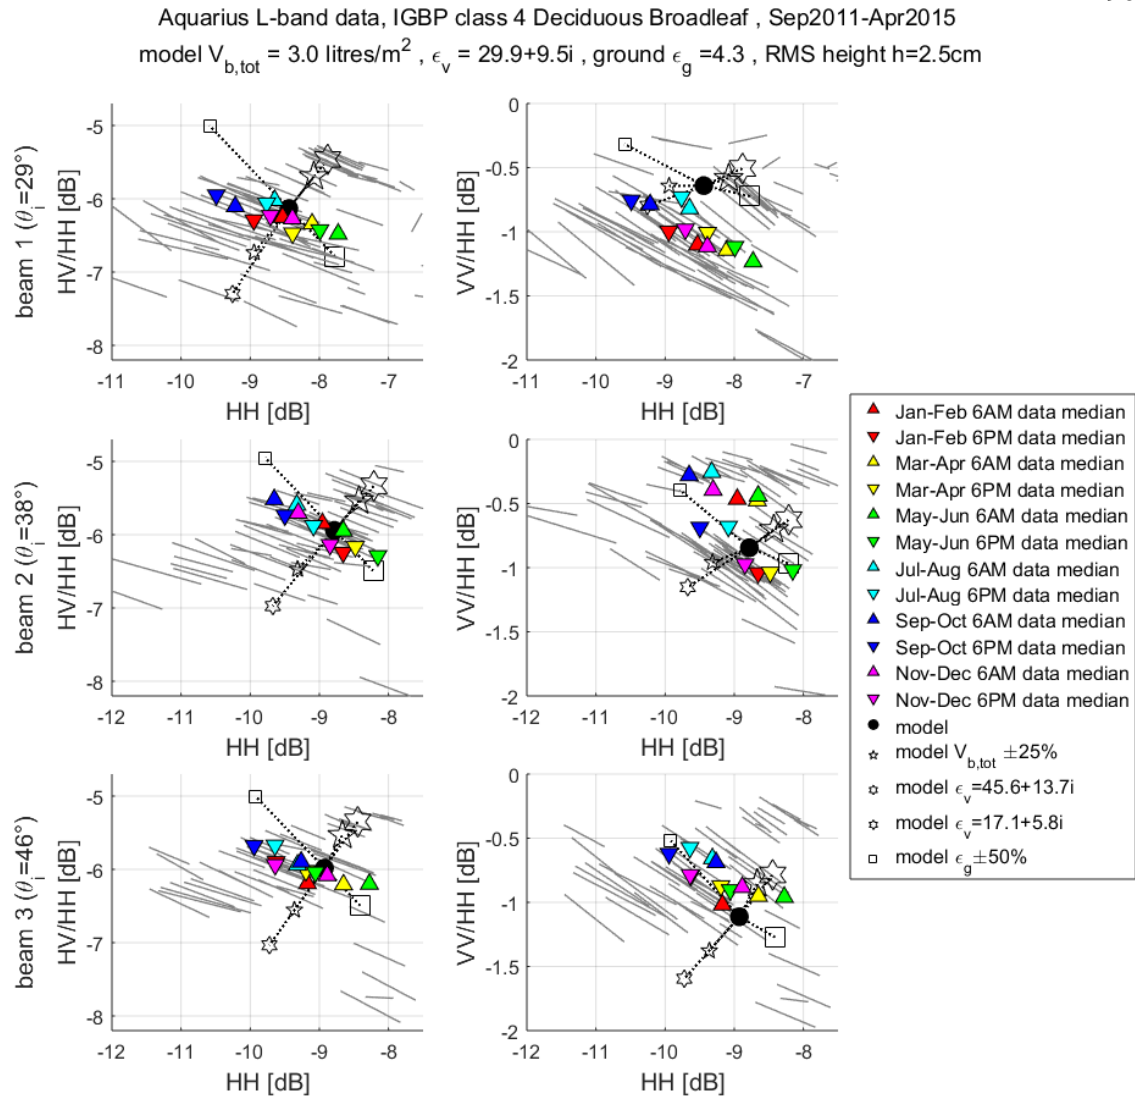 Aquarius L-band data, IGBP class 4 Deciduous Broadleaf , Sep2011-Apr2015
model V_b,tot = 3.0 litres/m² , ϵ_v = 29.9+9.5i , ground ϵ_g =4.3 , RMS height h=2.5cm
beam 1 (θ_i=29°)
HV/HH [dB]
-5
-6
-7
-8
-11 -10 -9 -8 -7
HH [dB]
VV/HH [dB]
0
-0.5
-1
-1.5
-2
-11 -10 -9 -8 -7
HH [dB]
beam 2 (θ_i=38°)
HV/HH [dB]
-5
-6
-7
-8
-12 -11 -10 -9 -8
HH [dB]
VV/HH [dB]
0
-0.5
-1
-1.5
-2
-12 -11 -10 -9 -8
HH [dB]
beam 3 (θ_i=46°)
HV/HH [dB]
-5
-6
-7
-8
-12 -11 -10 -9 -8
HH [dB]
VV/HH [dB]
0
-0.5
-1
-1.5
-2
-12 -11 -10 -9 -8
HH [dB]
Jan-Feb 6AM data median
Jan-Feb 6PM data median
Mar-Apr 6AM data median
Mar-Apr 6PM data median
May-Jun 6AM data median
May-Jun 6PM data median
Jul-Aug 6AM data median
Jul-Aug 6PM data median
Sep-Oct 6AM data median
Sep-Oct 6PM data median
Nov-Dec 6AM data median
Nov-Dec 6PM data median
model
model V_b,tot ±25%
model ϵ_v=45.6+13.7i
model ϵ_v=17.1+5.8i
model ϵ_g±50%